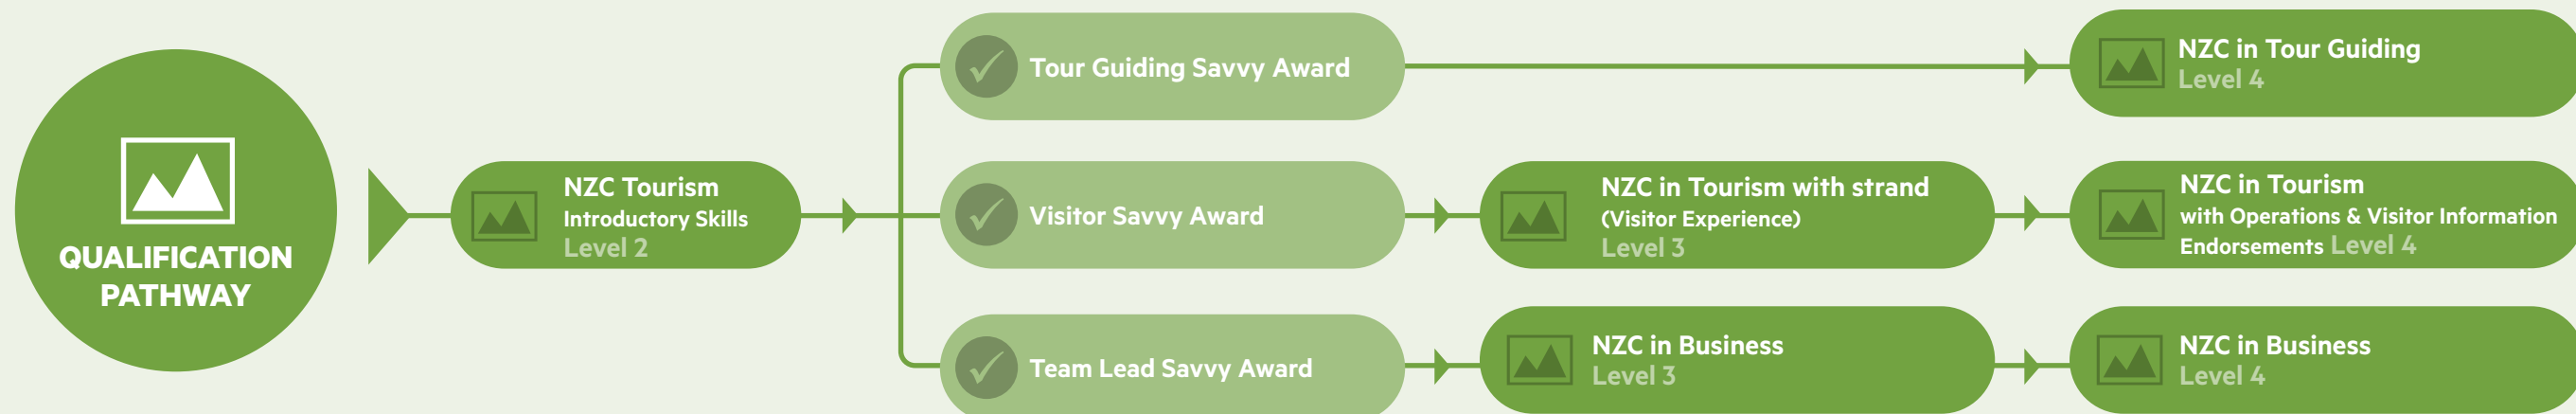 QUALIFICATION
PATHWAY
NZC Tourism
Introductory Skills
Level 2
Tour Guiding Savvy Award
NZC in Tour Guiding
Level 4
Visitor Savvy Award
NZC in Tourism with strand
(Visitor Experience)
Level 3
NZC in Tourism
with Operations & Visitor Information
Endorsements Level 4
Team Lead Savvy Award
NZC in Business
Level 3
NZC in Business
Level 4